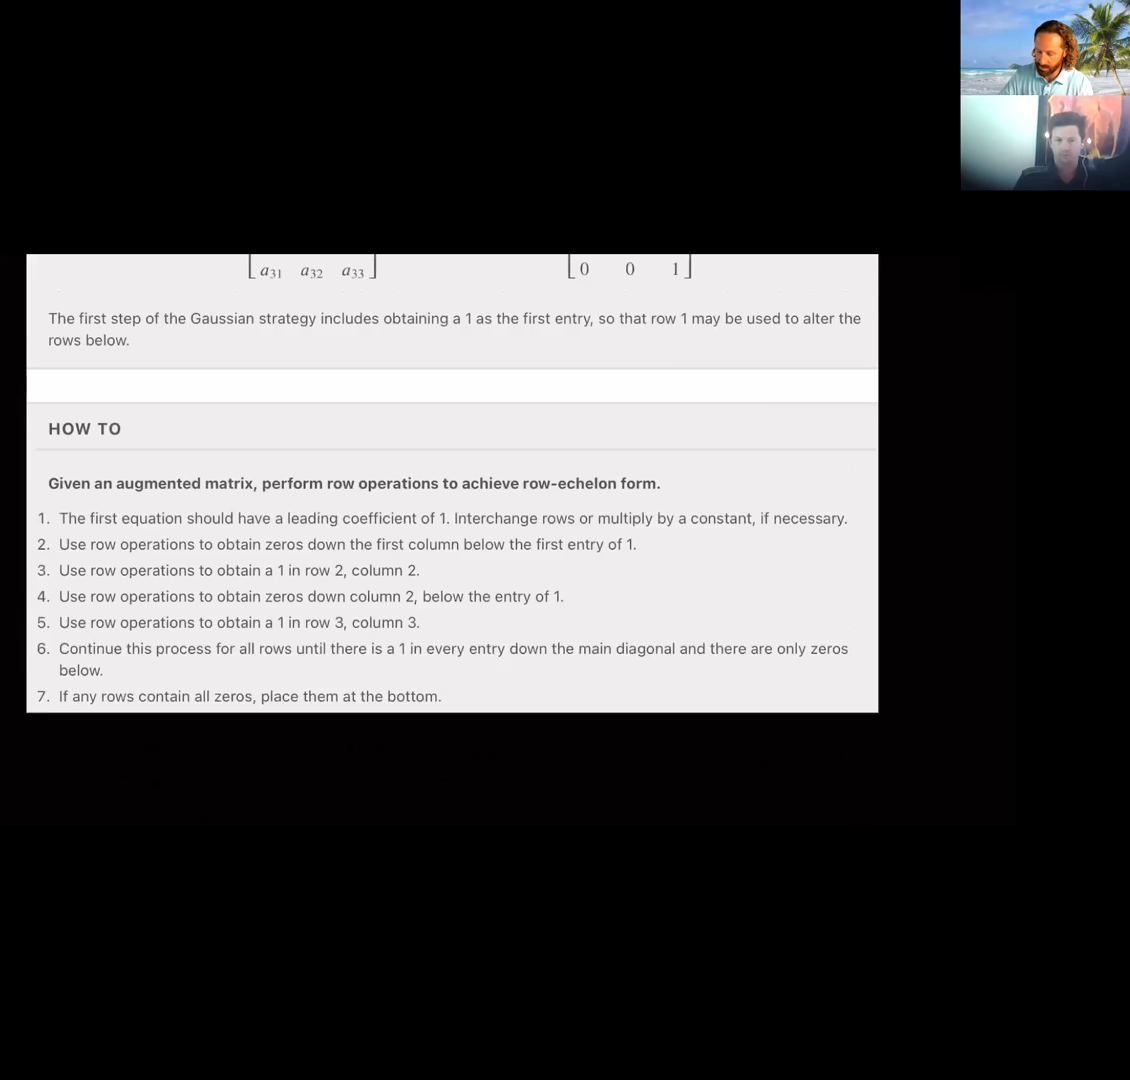 a31 a32 a33 0 0 1
The first step of the Gaussian strategy includes obtaining a 1 as the first entry, so that row 1 may be used to alter the
rows below.
HOW TO
Given an augmented matrix, perform row operations to achieve row-echelon form.
1. The first equation should have a leading coefficient of 1. Interchange rows or multiply by a constant, if necessary.
2. Use row operations to obtain zeros down the first column below the first entry of 1.
3. Use row operations to obtain a 1 in row 2, column 2.
4. Use row operations to obtain zeros down column 2, below the entry of 1.
5. Use row operations to obtain a 1 in row 3, column 3.
6. Continue this process for all rows until there is a 1 in every entry down the main diagonal and there are only zeros
below.
7. If any rows contain all zeros, place them at the bottom.